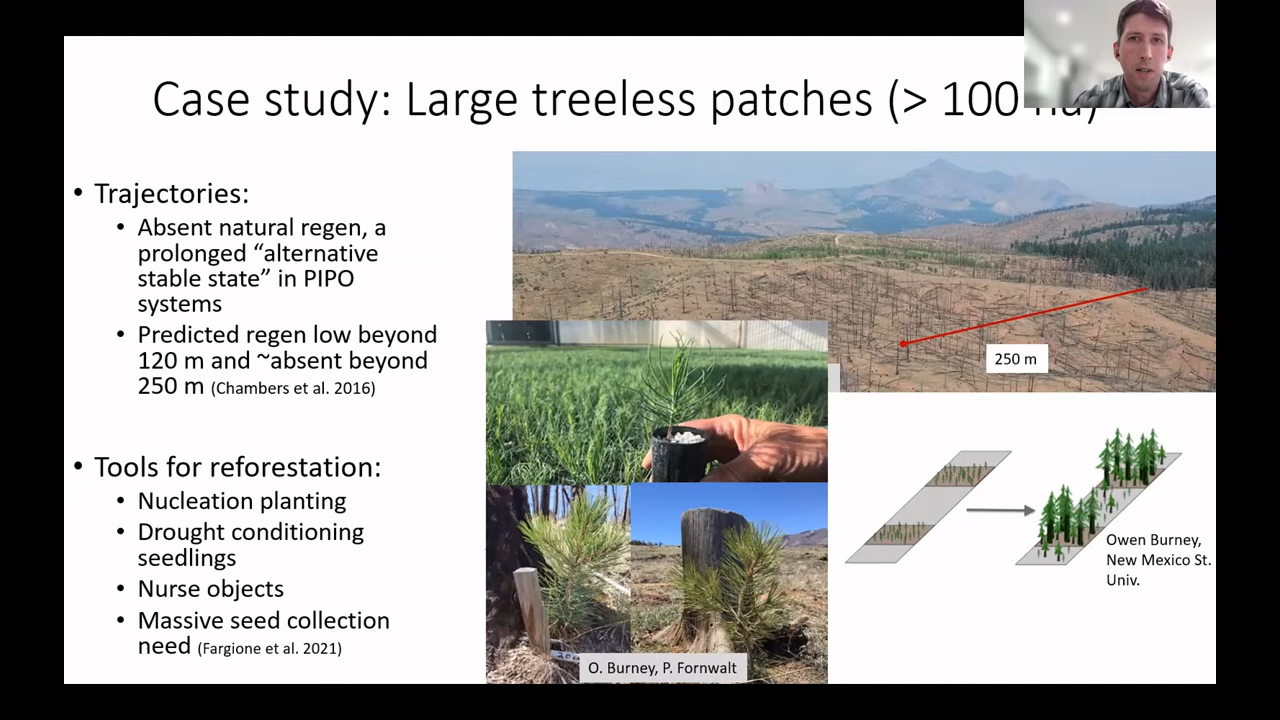 Case study: Large treeless patches (> 100 ha)
• Trajectories:
• Absent natural regen, a
prolonged “alternative
stable state” in PIPO
systems
• Predicted regen low beyond
120 m and ~absent beyond
250 m (Chambers et al. 2016)
• Tools for reforestation:
• Nucleation planting
• Drought conditioning
seedlings
• Nurse objects
• Massive seed collection
need (Fargione et al. 2021)
250 m
Owen Burney,
New Mexico St.
Univ.
O. Burney, P. Fornwalt